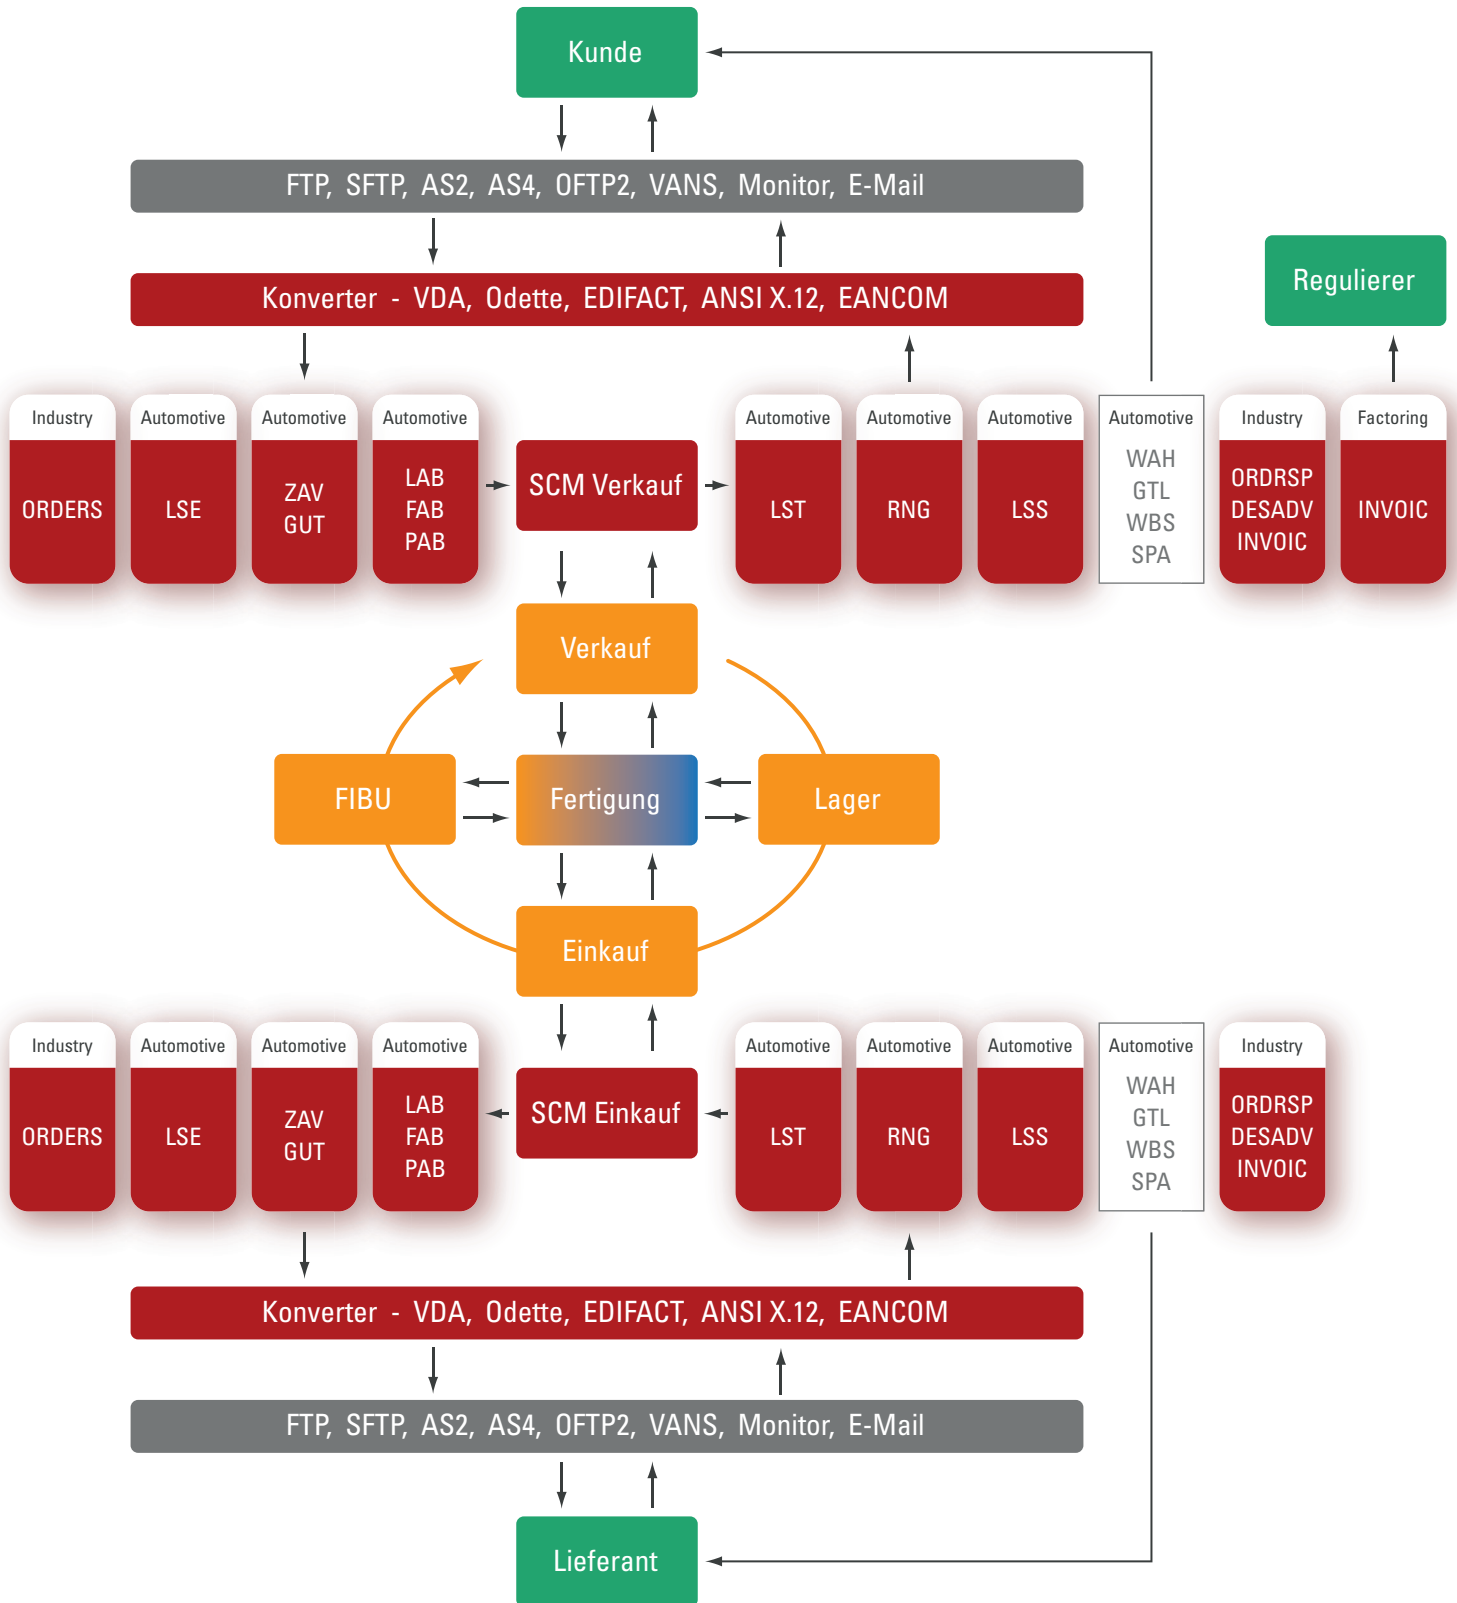 Kunde
FTP, SFTP, AS2, AS4, OFTP2, VANS, Monitor, E-Mail
Konverter - VDA, Odette, EDIFACT, ANSI X.12, EANCOM
Regulierer
Industry
ORDERS
Automotive
LSE
Automotive
ZAV
GUT
Automotive
LAB
FAB
PAB
SCM Verkauf
Automotive
LST
Automotive
RNG
Automotive
LSS
Automotive
WAH
GTL
WBS
SPA
Industry
ORDRSP
DESADV
INVOIC
Factoring
INVOIC
Verkauf
FIBU
Fertigung
Lager
Einkauf
Industry
ORDERS
Automotive
LSE
Automotive
ZAV
GUT
Automotive
LAB
FAB
PAB
SCM Einkauf
Automotive
LST
Automotive
RNG
Automotive
LSS
Automotive
WAH
GTL
WBS
SPA
Industry
ORDRSP
DESADV
INVOIC
Konverter - VDA, Odette, EDIFACT, ANSI X.12, EANCOM
FTP, SFTP, AS2, AS4, OFTP2, VANS, Monitor, E-Mail
Lieferant